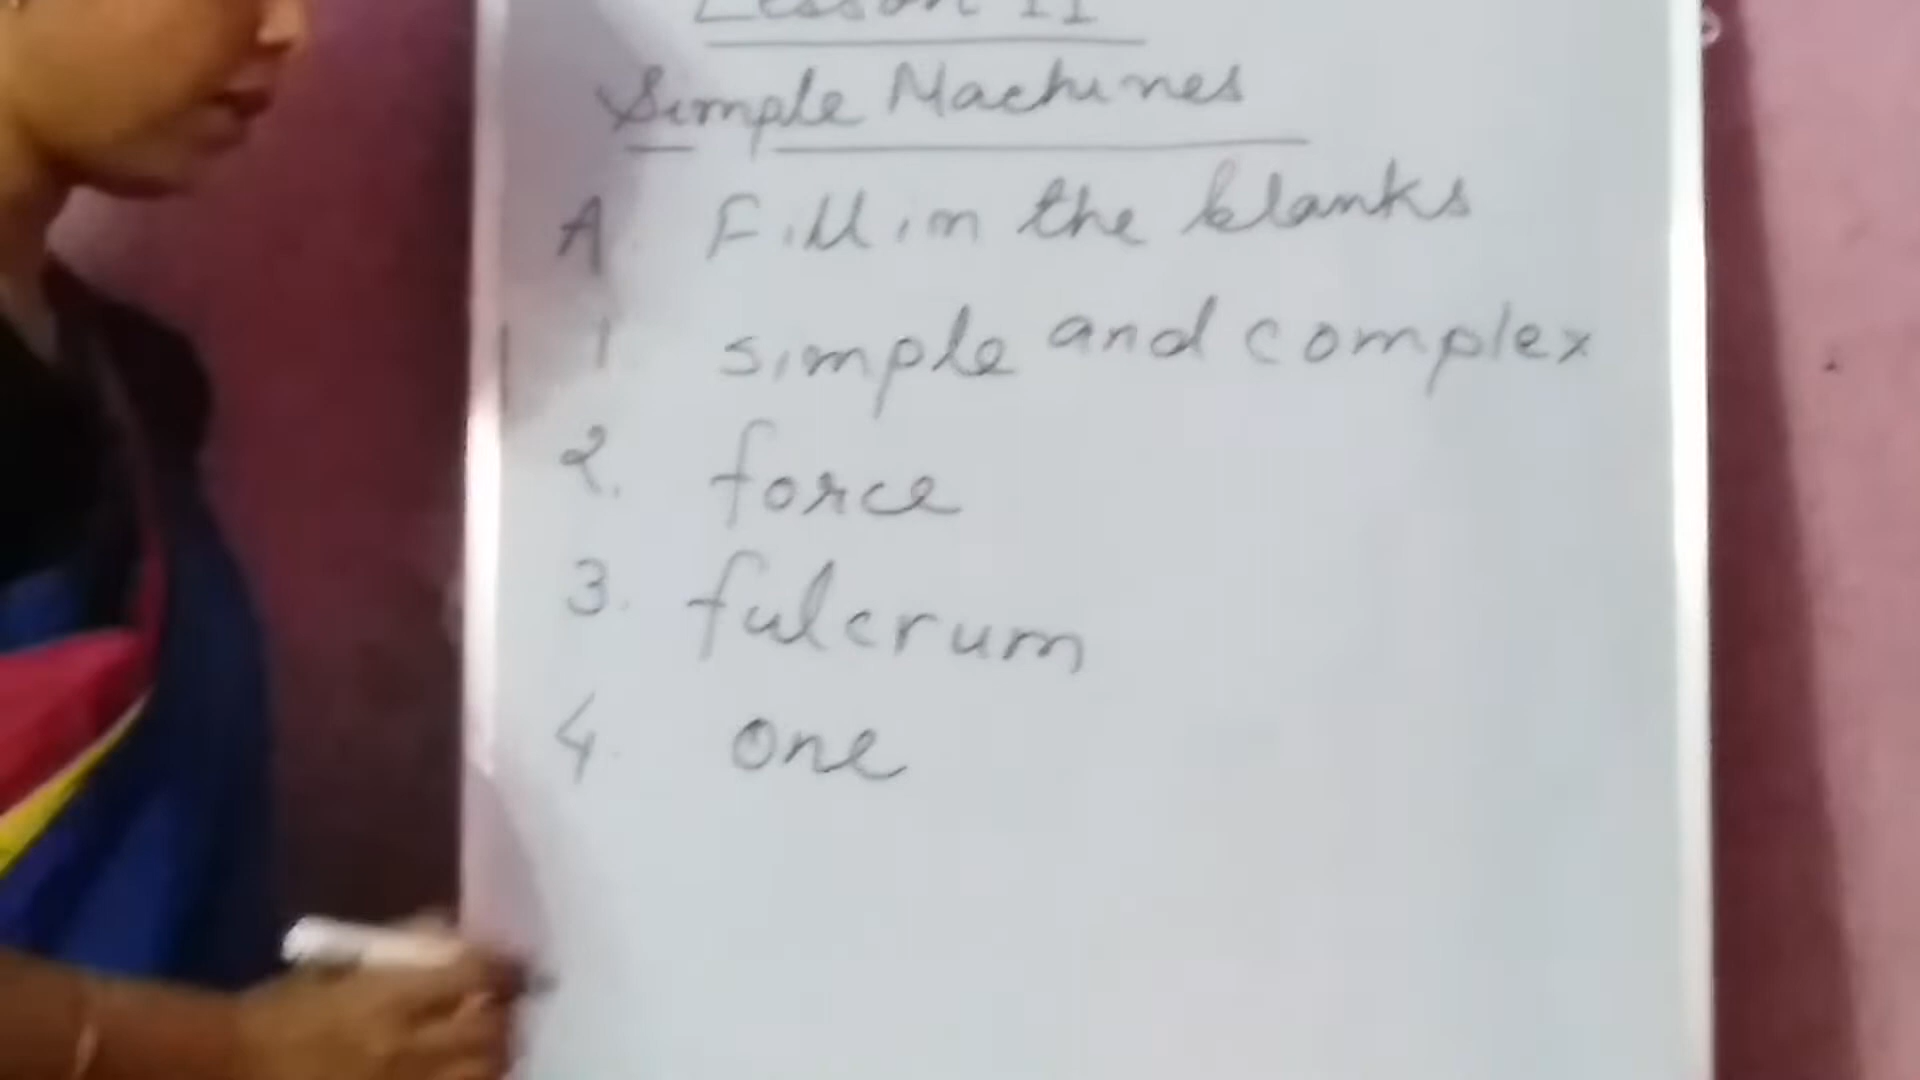 Lesson 11
Simple Machines
A. Fill in the blanks
1. simple and complex
2. force
3. fulcrum
4. one